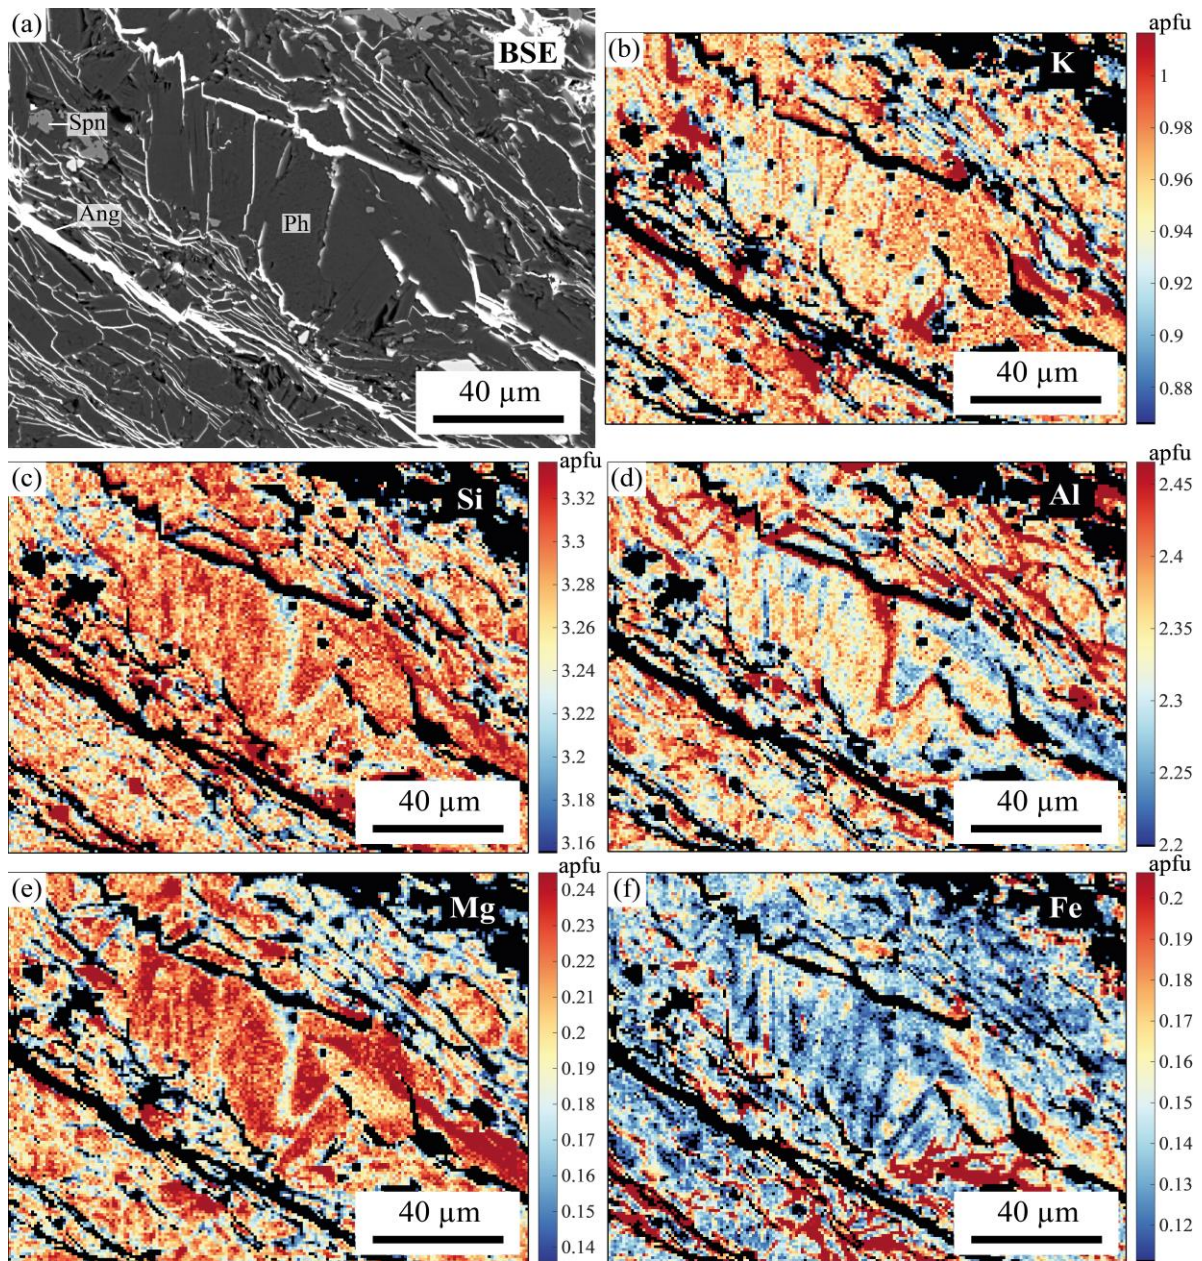 (a)
BSE
Spn
Ang
Ph
40 µm
(b)
K
apfu
1
0.98
0.96
0.94
0.92
0.9
0.88
40 µm
(c)
Si
apfu
3.32
3.30
3.28
3.26
3.24
3.22
3.2
3.18
3.16
40 µm
(d)
Al
apfu
2.45
2.4
2.35
2.3
2.25
2.2
40 µm
(e)
Mg
apfu
0.24
0.23
0.22
0.21
0.2
0.19
0.18
0.17
0.16
0.15
0.14
40 µm
(f)
Fe
apfu
0.2
0.19
0.18
0.17
0.16
0.15
0.14
0.13
0.12
40 µm